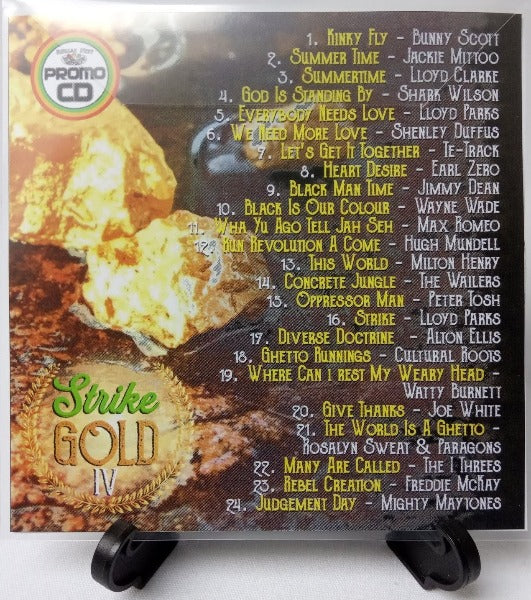 REGGAE FEVER
PROMO
CD
1. Kinky Fly - Bunny Scott
2. Summer Time - Jackie Mittoo
3. Summertime - Lloyd Clarke
4. God Is Standing By - Shark Wilson
5. Everybody Needs Love - Lloyd Parks
6. We Need More Love - Shenley Duffus
7. Let's Get It Together - Te-Track
8. Heart Desire - Earl Zero
9. Black Man Time - Jimmy Dean
10. Black Is Our Colour - Wayne Wade
11. Wha Yu Ago Tell Jah Seh - Max Romeo
12. Run Revolution A Come - Hugh Mundell
13. This World - Milton Henry
14. Concrete Jungle - The Wailers
15. Oppressor Man - Peter Tosh
16. Strike - Lloyd Parks
17. Diverse Doctrine - Alton Ellis
18. Ghetto Runnings - Cultural Roots
19. Where Can i rest My Weary Head -
Watty Burnett
20. Give Thanks - Joe White
21. The World Is A Ghetto -
Rosalyn Sweat & Paragons
22. Many Are Called - The I Threes
23. Rebel Creation - Freddie McKay
24. Judgement Day - Mighty Maytones
Strike
GOLD
IV